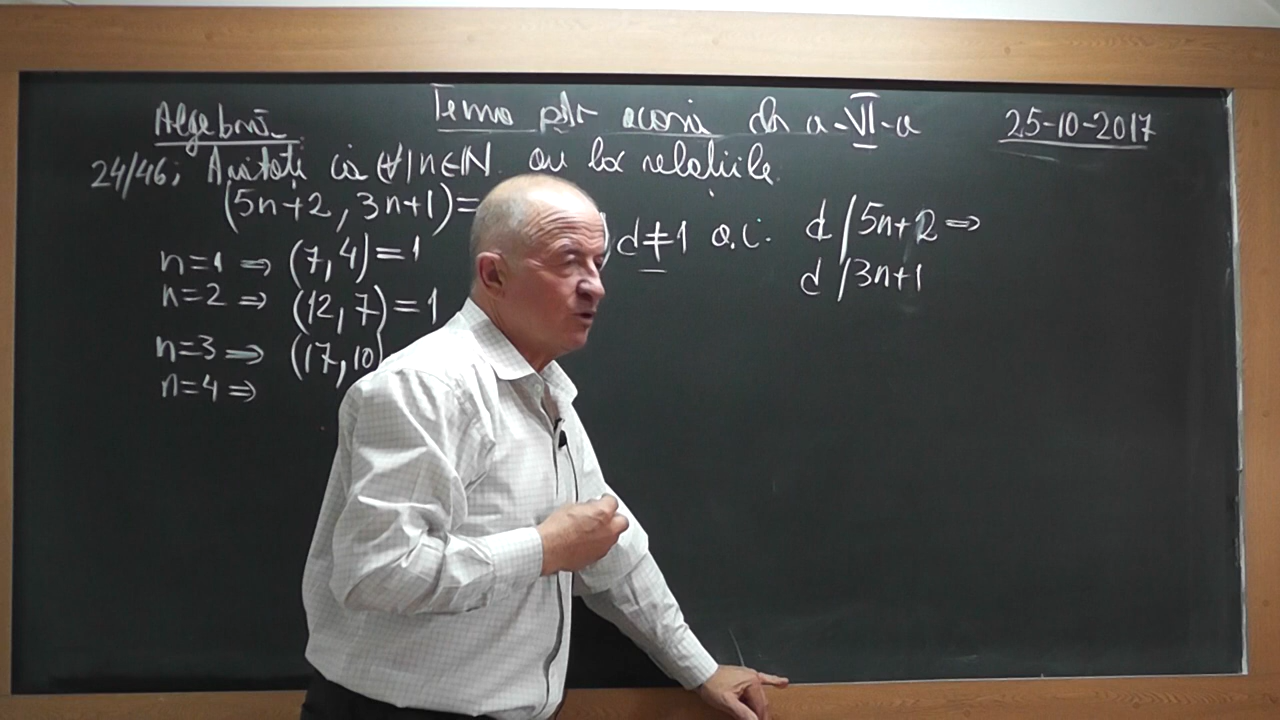 Algebră Tema ptr acasă cls a-VI-a 25-10-2017
24/46; Arătați că (∀) n∈ℕ au loc relațiile
(5n+2, 3n+1)= ) d≠1 a.î. d/5n+2 ⇒
d/3n+1
n=1 ⇒ (7,4)=1
n=2 ⇒ (12,7)=1
n=3 ⇒ (17,10)
n=4 ⇒